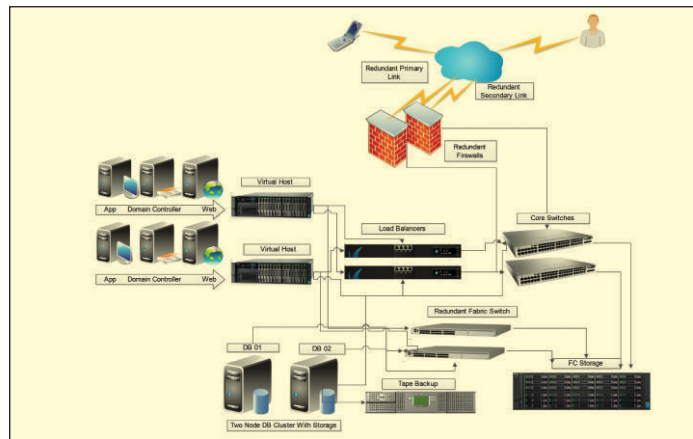 Redundant Primary
Link
Redundant
Secondary Link
Redundant
Firewalls
Virtual Host
App Domain Controller Web
Load Balancers
Core Switches
Virtual Host
App Domain Controller Web
Redundant Fabric Switch
DB 01
DB 02
FC Storage
Tape Backup
Two Node DB Cluster With Storage